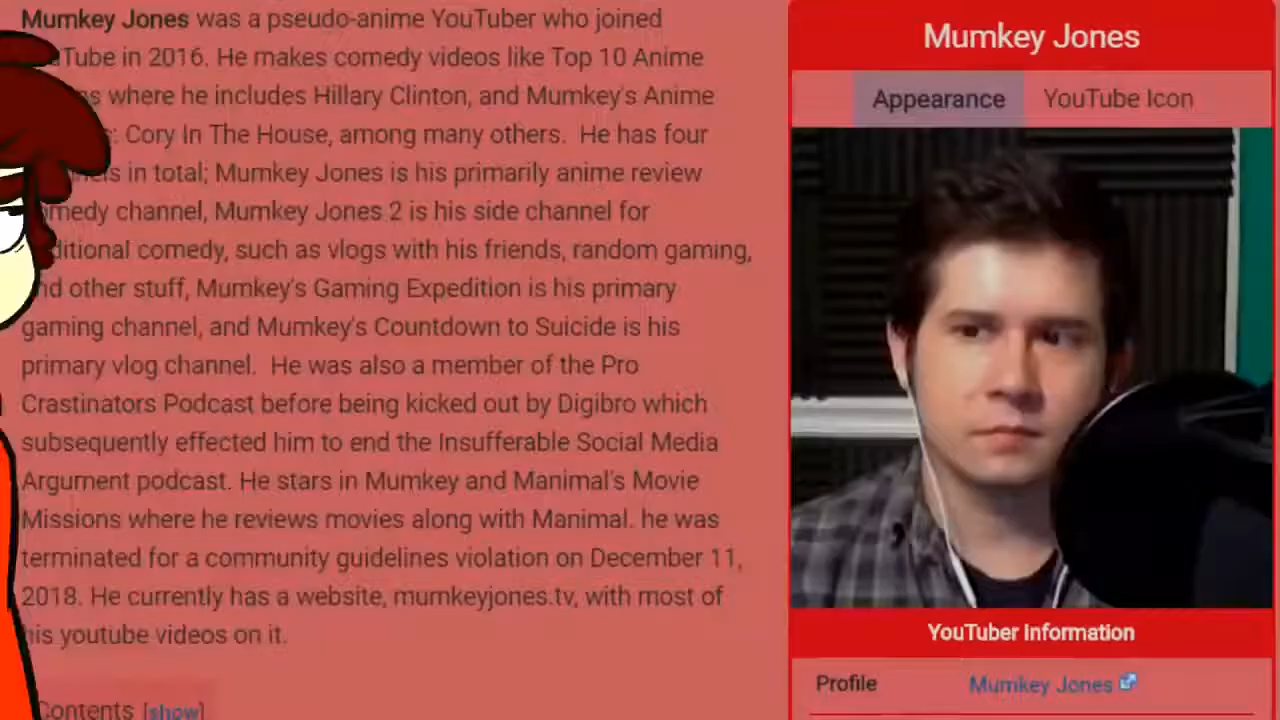 Mumkey Jones was a pseudo-anime YouTuber who joined
Tube in 2016. He makes comedy videos like Top 10 Anime
where he includes Hillary Clinton, and Mumkey's Anime
: Cory In The House, among many others. He has four
in total; Mumkey Jones is his primarily anime review
medy channel, Mumkey Jones 2 is his side channel for
ditional comedy, such as vlogs with his friends, random gaming,
and other stuff, Mumkey's Gaming Expedition is his primary
gaming channel, and Mumkey's Countdown to Suicide is his
primary vlog channel. He was also a member of the Pro
Crastinators Podcast before being kicked out by Digibro which
subsequently effected him to end the Insufferable Social Media
Argument podcast. He stars in Mumkey and Manimal's Movie
Missions where he reviews movies along with Manimal. he was
terminated for a community guidelines violation on December 11,
2018. He currently has a website, mumkeyjones.tv, with most of
his youtube videos on it.
Contents [show]
Mumkey Jones
Appearance YouTube Icon
YouTuber Information
Profile Mumkey Jones